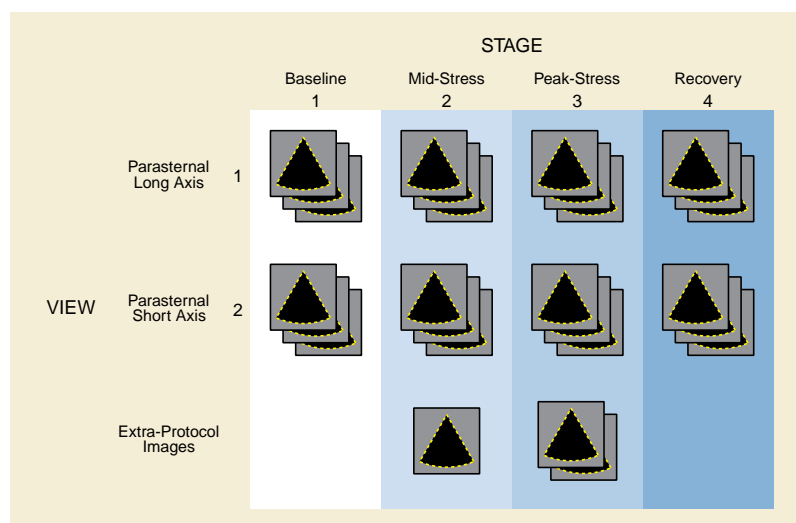 STAGE
Baseline Mid-Stress Peak-Stress Recovery
1 2 3 4
Parasternal
Long Axis 1
VIEW Parasternal
Short Axis 2
Extra-Protocol
Images